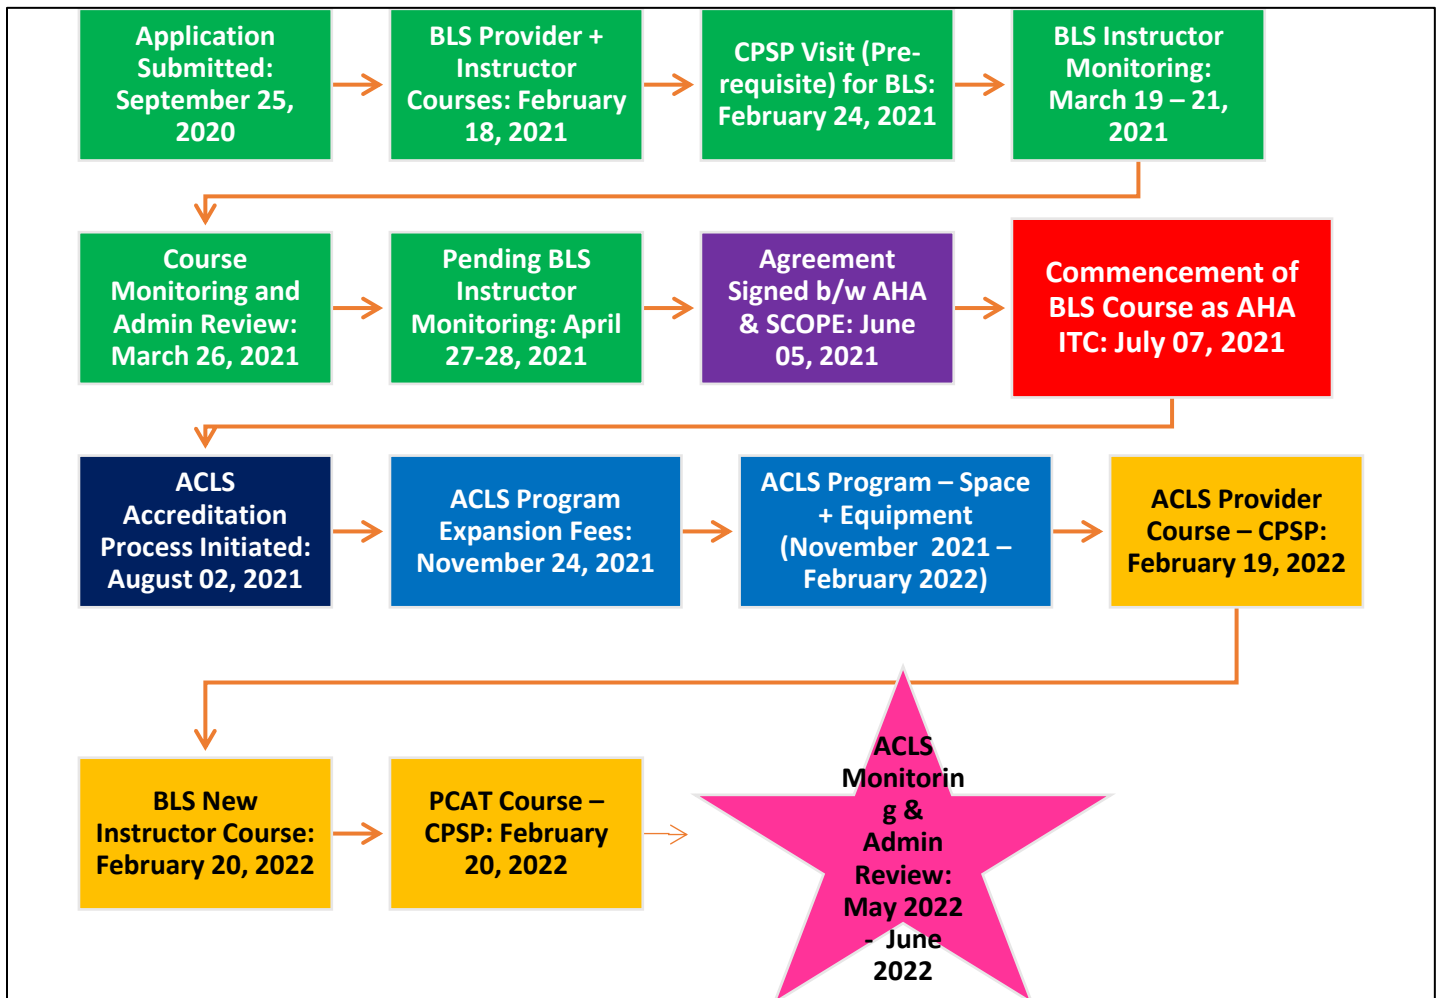 Application
Submitted:
September 25,
2020
BLS Provider +
Instructor
Courses: February
18, 2021
CPSP Visit (Pre-
requisite) for BLS:
February 24, 2021
BLS Instructor
Monitoring:
March 19 – 21,
2021
Course
Monitoring and
Admin Review:
March 26, 2021
Pending BLS
Instructor
Monitoring: April
27-28, 2021
Agreement
Signed b/w AHA
& SCOPE: June
05, 2021
Commencement of
BLS Course as AHA
ITC: July 07, 2021
ACLS
Accreditation
Process Initiated:
August 02, 2021
ACLS Program
Expansion Fees:
November 24, 2021
ACLS Program – Space
+ Equipment
(November 2021 –
February 2022)
ACLS Provider
Course – CPSP:
February 19, 2022
BLS New
Instructor Course:
February 20, 2022
PCAT Course –
CPSP: February
20, 2022
ACLS
Monitorin
g &
Admin
Review:
May 2022
- June
2022